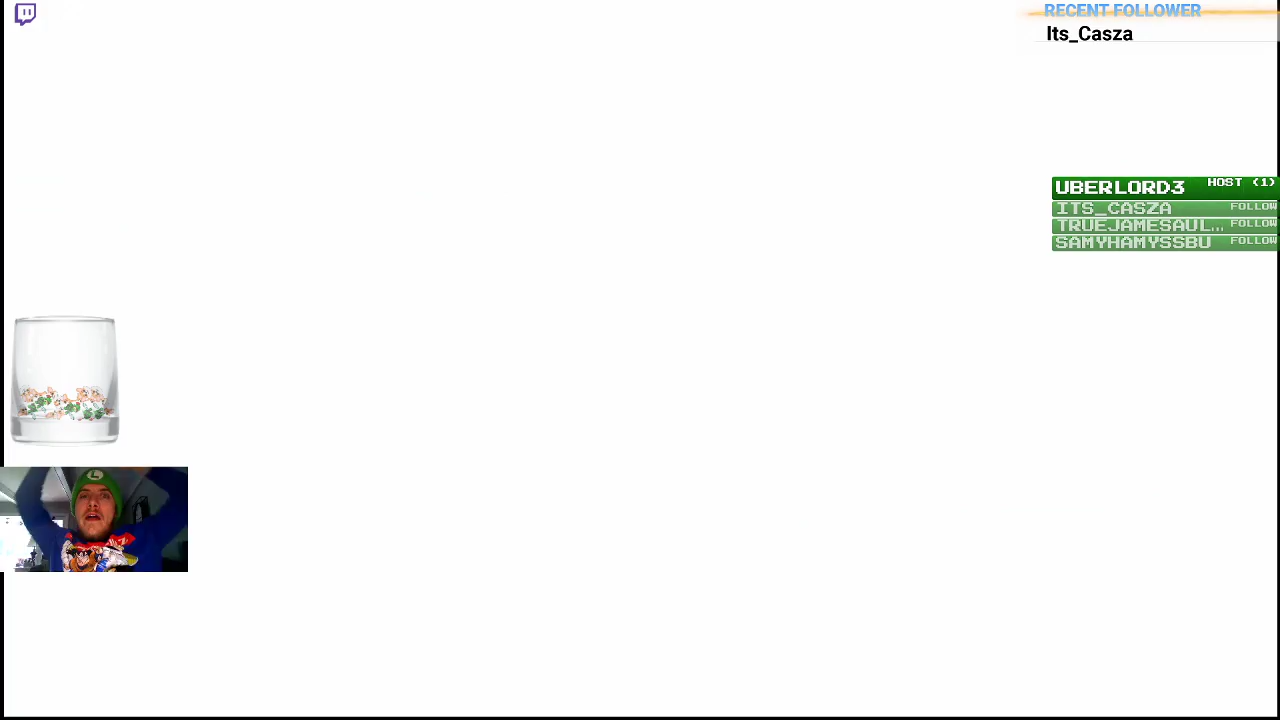 RECENT FOLLOWER
Its_Casza
UBERLORD3 HOST (1)
ITS_CASZA FOLLOW
TRUEJAMESAUL... FOLLOW
SAMYHAMYSSBU FOLLOW
L